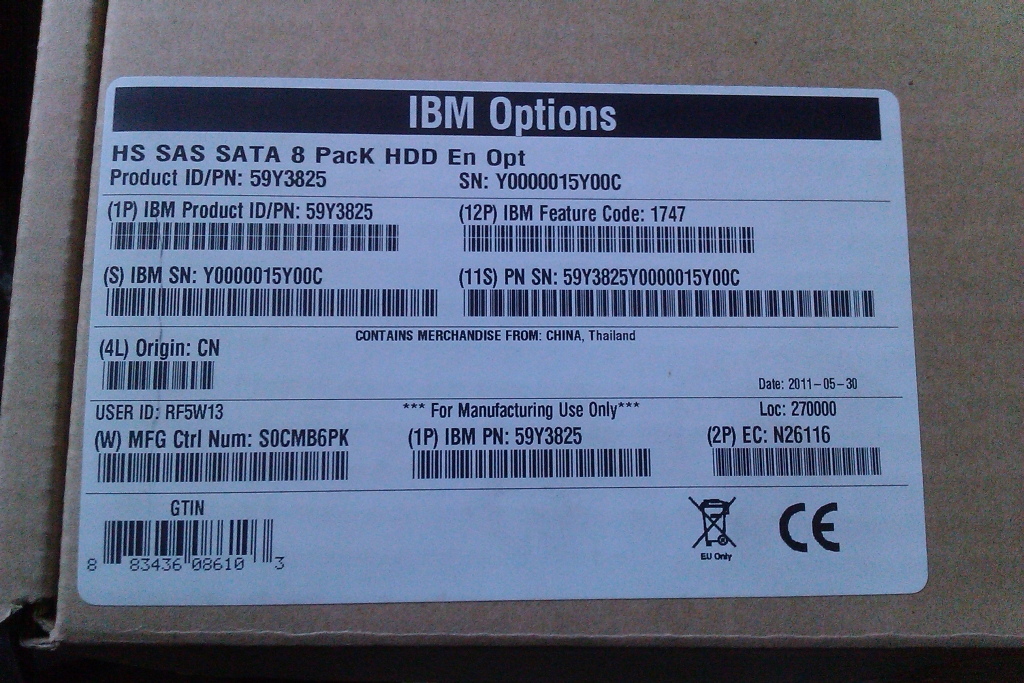 IBM Options
HS SAS SATA 8 PacK HDD En Opt
Product ID/PN: 59Y3825 SN: Y0000015Y00C
(1P) IBM Product ID/PN: 59Y3825 (12P) IBM Feature Code: 1747
(S) IBM SN: Y0000015Y00C (11S) PN SN: 59Y3825Y0000015Y00C
CONTAINS MERCHANDISE FROM: CHINA, Thailand
(4L) Origin: CN
Date: 2011-05-30
USER ID: RF5W13 *** For Manufacturing Use Only*** Loc: 270000
(W) MFG Ctrl Num: S0CMB6PK (1P) IBM PN: 59Y3825 (2P) EC: N26116
GTIN
8 83436 08610 3
EU Only
CE